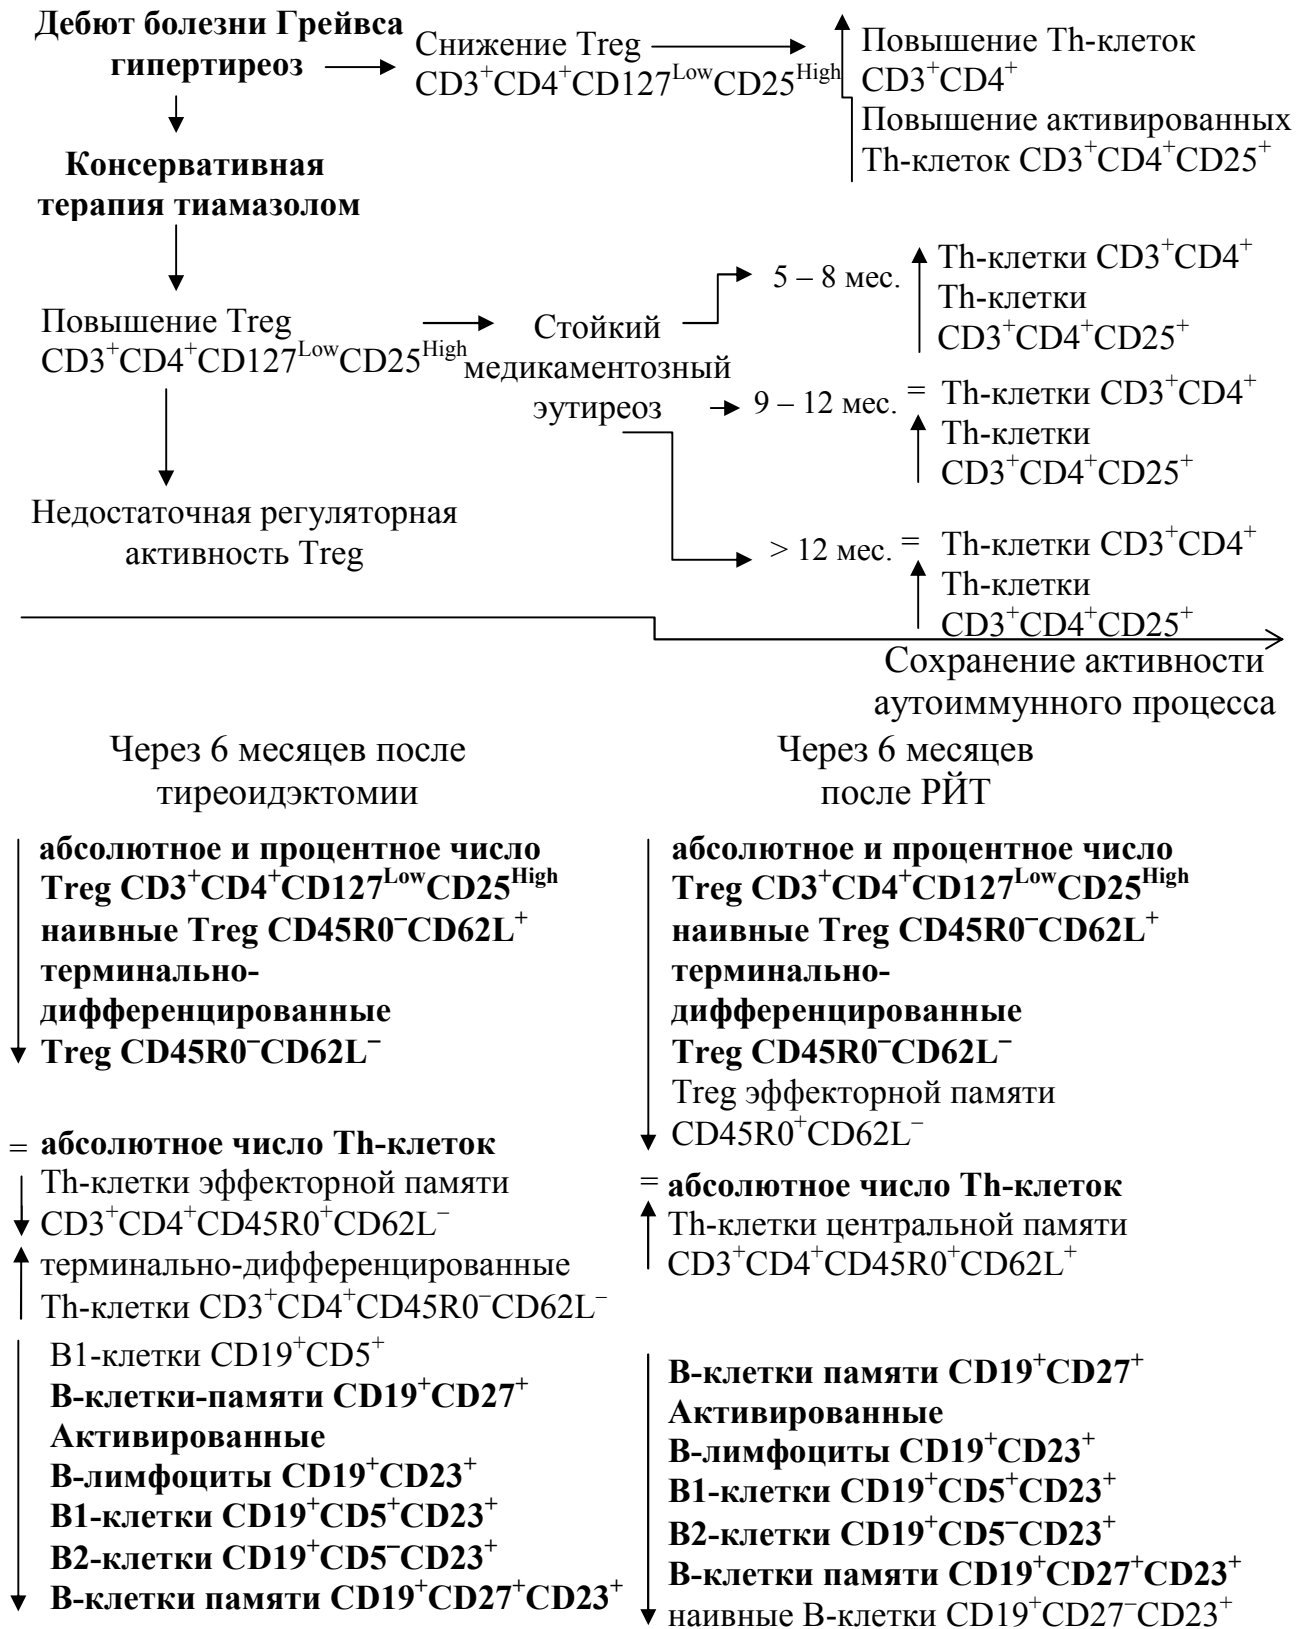 Дебют болезни Грейвса
гипертиреоз
Снижение Treg
CD3⁺CD4⁺CD127ᴸᵒʷCD25ᴴⁱᵍʰ
Повышение Th-клеток
CD3⁺CD4⁺
Повышение активированных
Th-клеток CD3⁺CD4⁺CD25⁺
Консервативная
терапия тиамазолом
Повышение Treg
CD3⁺CD4⁺CD127ᴸᵒʷCD25ᴴⁱᵍʰ
Стойкий
медикаментозный
эутиреоз
5 – 8 мес.
Th-клетки CD3⁺CD4⁺
Th-клетки
CD3⁺CD4⁺CD25⁺
9 – 12 мес. = Th-клетки CD3⁺CD4⁺
Th-клетки
CD3⁺CD4⁺CD25⁺
Недостаточная регуляторная
активность Treg
> 12 мес. = Th-клетки CD3⁺CD4⁺
Th-клетки
CD3⁺CD4⁺CD25⁺
Сохранение активности
аутоиммунного процесса
Через 6 месяцев после
тиреоидэктомии
абсолютное и процентное число
Treg CD3⁺CD4⁺CD127ᴸᵒʷCD25ᴴⁱᵍʰ
наивные Treg CD45R0⁻CD62L⁺
терминально-
дифференцированные
Treg CD45R0⁻CD62L⁻
= абсолютное число Th-клеток
Th-клетки эффекторной памяти
CD3⁺CD4⁺CD45R0⁺CD62L⁻
терминально-дифференцированные
Th-клетки CD3⁺CD4⁺CD45R0⁻CD62L⁻
В1-клетки CD19⁺CD5⁺
В-клетки-памяти CD19⁺CD27⁺
Активированные
В-лимфоциты CD19⁺CD23⁺
В1-клетки CD19⁺CD5⁺CD23⁺
В2-клетки CD19⁺CD5⁻CD23⁺
В-клетки памяти CD19⁺CD27⁺CD23⁺
Через 6 месяцев
после РЙТ
абсолютное и процентное число
Treg CD3⁺CD4⁺CD127ᴸᵒʷCD25ᴴⁱᵍʰ
наивные Treg CD45R0⁻CD62L⁺
терминально-
дифференцированные
Treg CD45R0⁻CD62L⁻
Treg эффекторной памяти
CD45R0⁺CD62L⁻
= абсолютное число Th-клеток
Th-клетки центральной памяти
CD3⁺CD4⁺CD45R0⁺CD62L⁺
В-клетки памяти CD19⁺CD27⁺
Активированные
В-лимфоциты CD19⁺CD23⁺
В1-клетки CD19⁺CD5⁺CD23⁺
В2-клетки CD19⁺CD5⁻CD23⁺
В-клетки памяти CD19⁺CD27⁺CD23⁺
наивные В-клетки CD19⁺CD27⁻CD23⁺